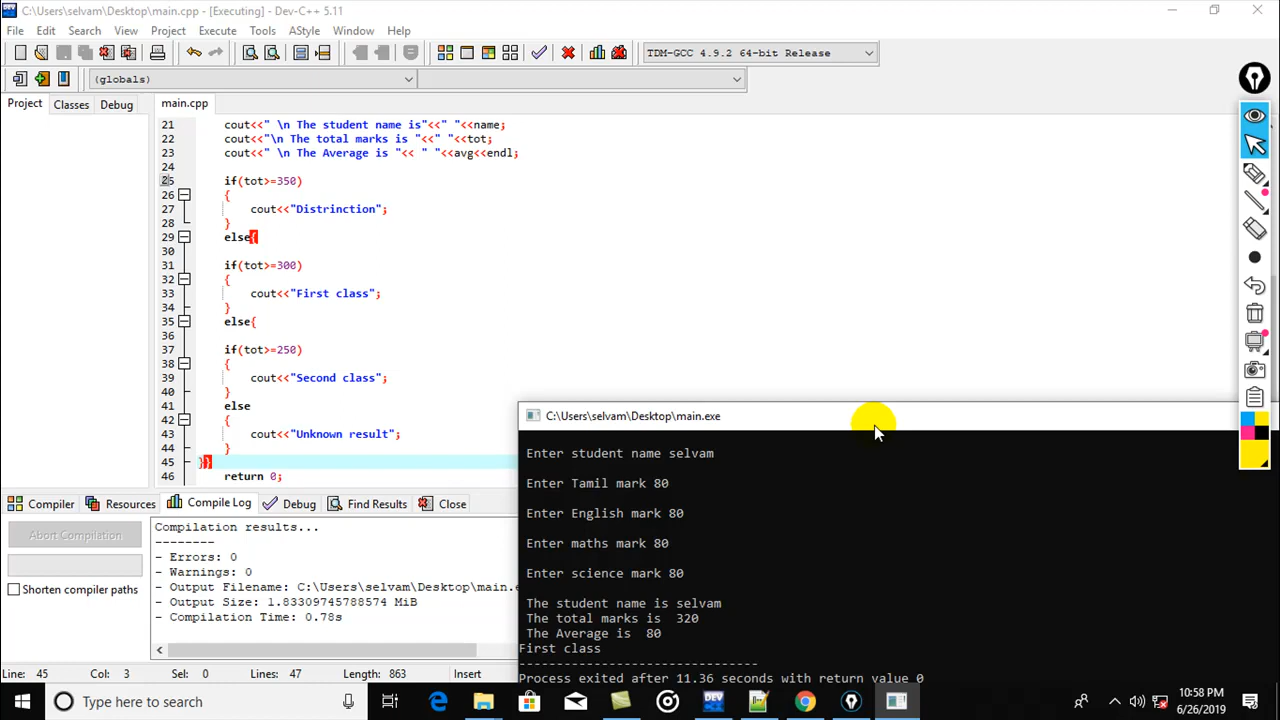 C:\Users\selvam\Desktop\main.cpp - [Executing] - Dev-C++ 5.11
File Edit Search View Project Execute Tools AStyle Window Help
TDM-GCC 4.9.2 64-bit Release
(globals)
Project Classes Debug main.cpp
21 cout<<" \n The student name is"<<" "<<name;
22 cout<<"\n The total marks is "<<" "<<tot;
23 cout<<" \n The Average is "<< " "<<avg<<endl;
24
25 if(tot>=350)
26 {
27 cout<<"Distrinction";
28 }
29 else{
30
31 if(tot>=300)
32 {
33 cout<<"First class";
34 }
35 else{
36
37 if(tot>=250)
38 {
39 cout<<"Second class";
40 }
41 else
42 {
43 cout<<"Unknown result";
44 }
45 }}
46 return 0;
Compiler Resources Compile Log Debug Find Results Close
Abort Compilation
Shorten compiler paths
Compilation results...
--------
- Errors: 0
- Warnings: 0
- Output Filename: C:\Users\selvam\Desktop\main.e
- Output Size: 1.83309745788574 MiB
- Compilation Time: 0.78s
C:\Users\selvam\Desktop\main.exe
Enter student name selvam
Enter Tamil mark 80
Enter English mark 80
Enter maths mark 80
Enter science mark 80
The student name is selvam
The total marks is  320
The Average is  80
First class
--------------------------------
Process exited after 11.36 seconds with return value 0
Line: 45 Col: 3 Sel: 0 Lines: 47 Length: 863 Insert
Type here to search
10:58 PM
6/26/2019